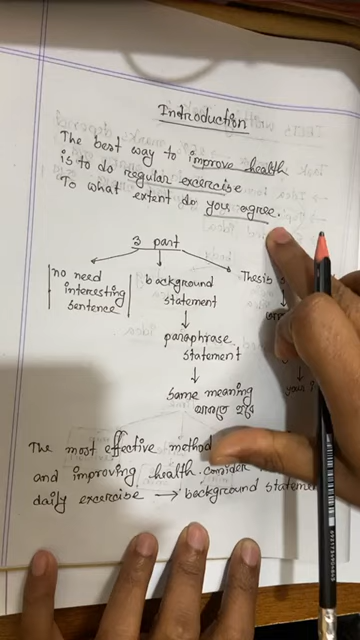 Introduction
The best way to improve health
is to do regular excercise
To what extent do you agree.
3 part
no need interesting sentence
background statement
Thesis
paraphrase statement
same meaning
your
The most effective method
and improving health consider
daily excercise → background statement